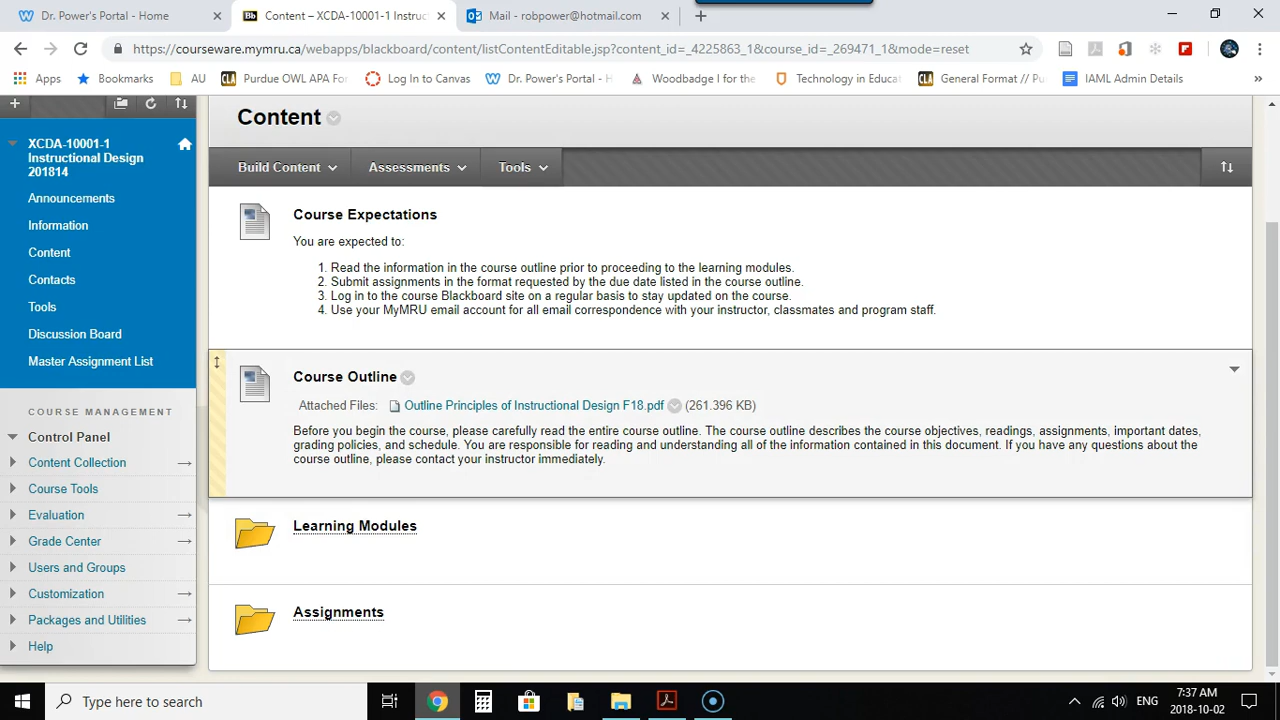 Dr. Power's Portal - Home
Content – XCDA-10001-1 Instruc
Mail - robpower@hotmail.com
https://courseware.mymru.ca/webapps/blackboard/content/listContentEditable.jsp?content_id=_4225863_1&course_id=_269471_1&mode=reset
Apps
Bookmarks
AU
Purdue OWL APA For
Log In to Canvas
Dr. Power's Portal - H
Woodbadge I for the
Technology in Educat
General Format // Pu
IAML Admin Details
XCDA-10001-1
Instructional Design
201814
Announcements
Information
Content
Contacts
Tools
Discussion Board
Master Assignment List
COURSE MANAGEMENT
Control Panel
Content Collection
Course Tools
Evaluation
Grade Center
Users and Groups
Customization
Packages and Utilities
Help
Content
Build Content
Assessments
Tools
Course Expectations
You are expected to:
1. Read the information in the course outline prior to proceeding to the learning modules.
2. Submit assignments in the format requested by the due date listed in the course outline.
3. Log in to the course Blackboard site on a regular basis to stay updated on the course.
4. Use your MyMRU email account for all email correspondence with your instructor, classmates and program staff.
Course Outline
Attached Files: Outline Principles of Instructional Design F18.pdf (261.396 KB)
Before you begin the course, please carefully read the entire course outline. The course outline describes the course objectives, readings, assignments, important dates,
grading policies, and schedule. You are responsible for reading and understanding all of the information contained in this document. If you have any questions about the
course outline, please contact your instructor immediately.
Learning Modules
Assignments
Type here to search
ENG
7:37 AM
2018-10-02